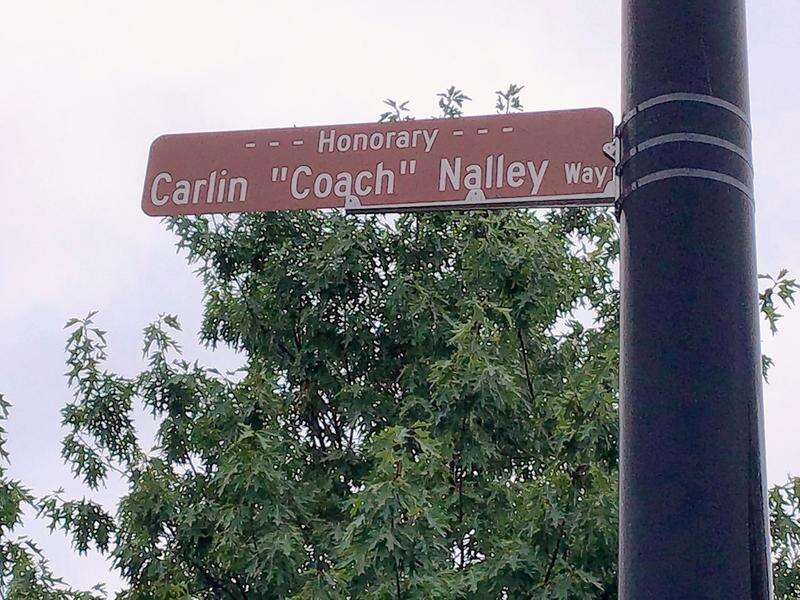 - - - Honorary - - -
Carlin "Coach" Nalley Way